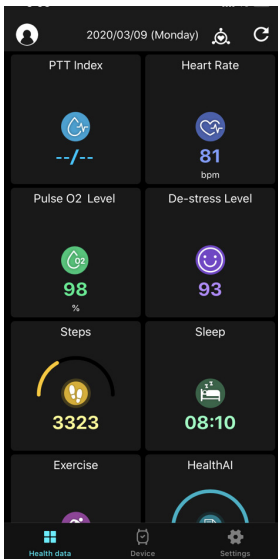 2020/03/09 (Monday)
PTT Index
Heart Rate
--/--
81
bpm
Pulse O2 Level
De-stress Level
O2
98
%
93
Steps
Sleep
3323
08:10
Exercise
HealthAI
Health data
Device
Settings